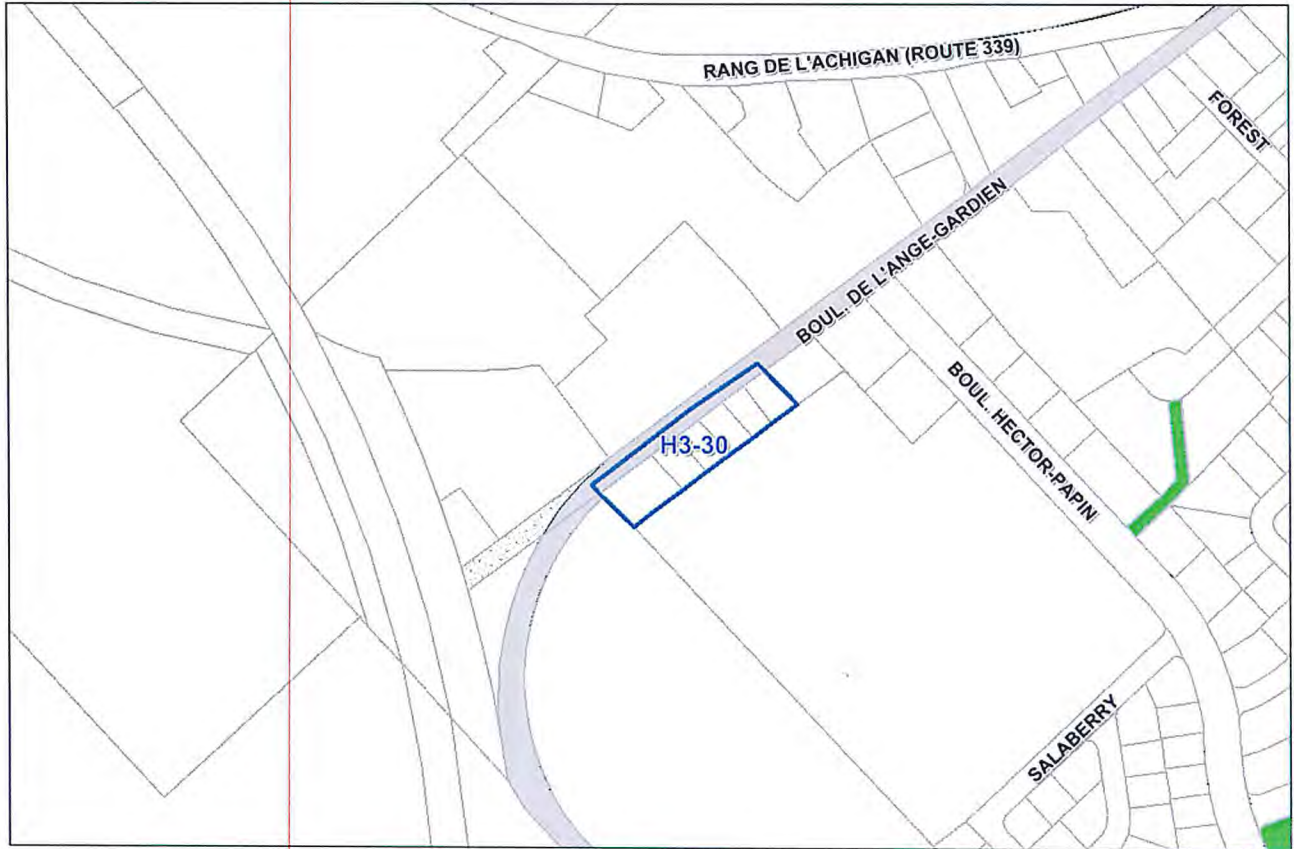 RANG DE L'ACHIGAN (ROUTE 339)
FOREST
BOUL. DE L'ANGE-GARDIEN
BOUL. HECTOR-PAPIN
H3-30
SALABERRY